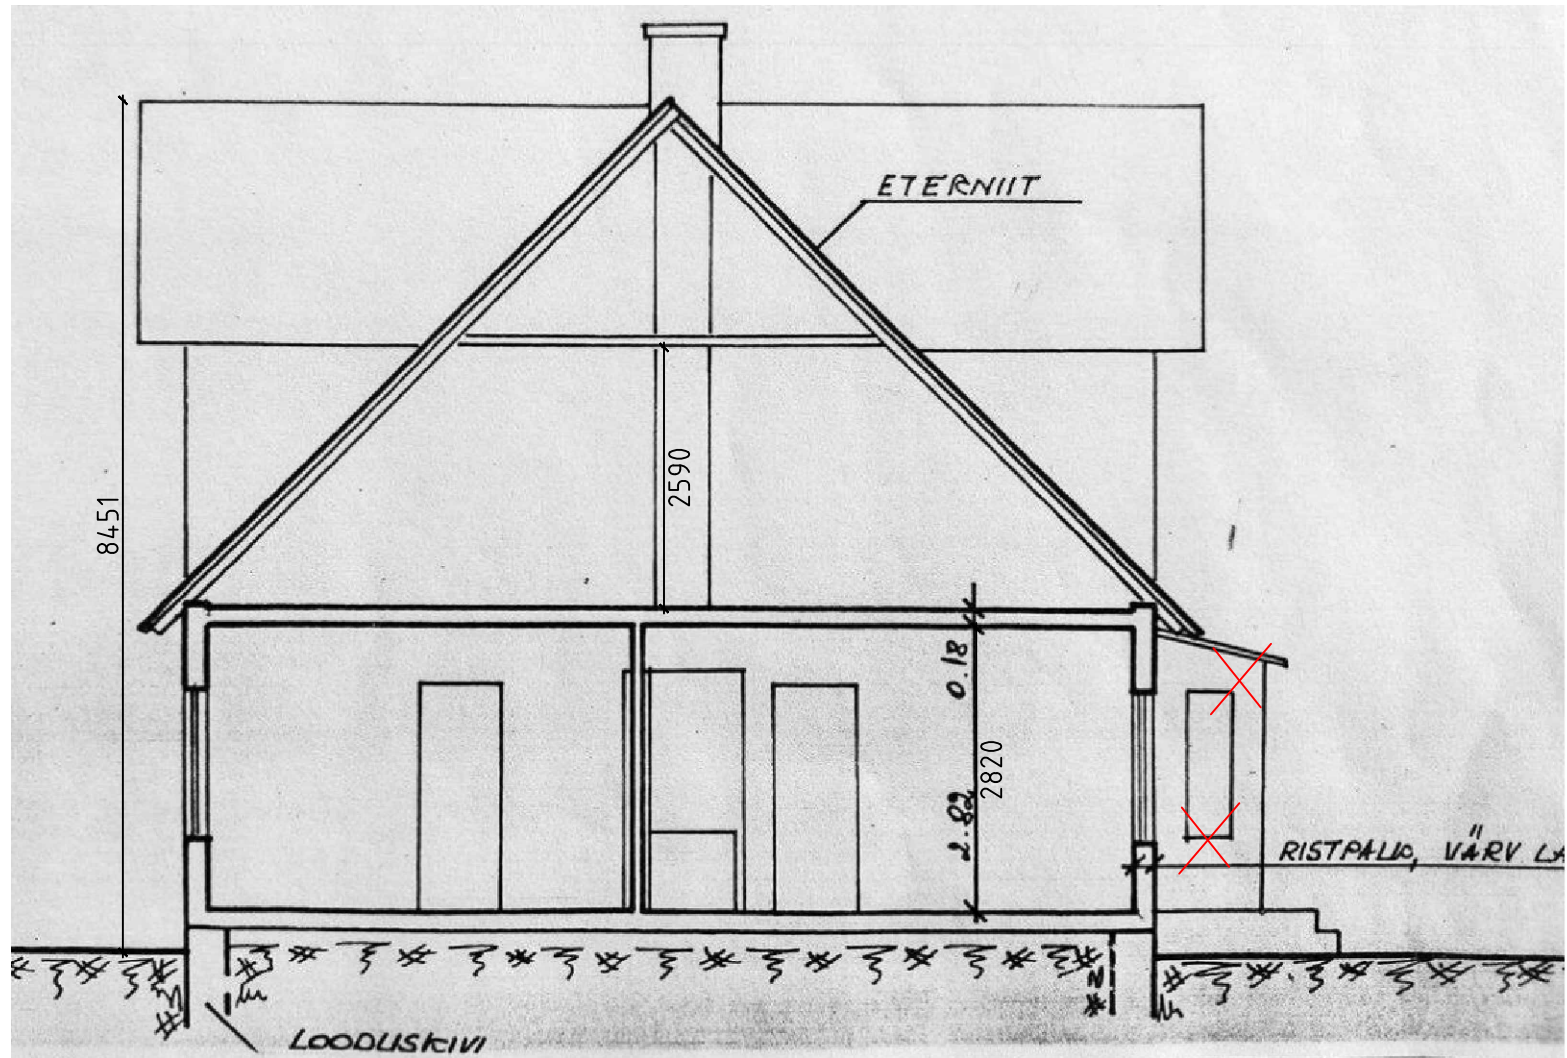 ETERNIIT
8451
2590
0.18
2.82
2820
RISTPALK, VÄRV LA
LOODUSKIVI